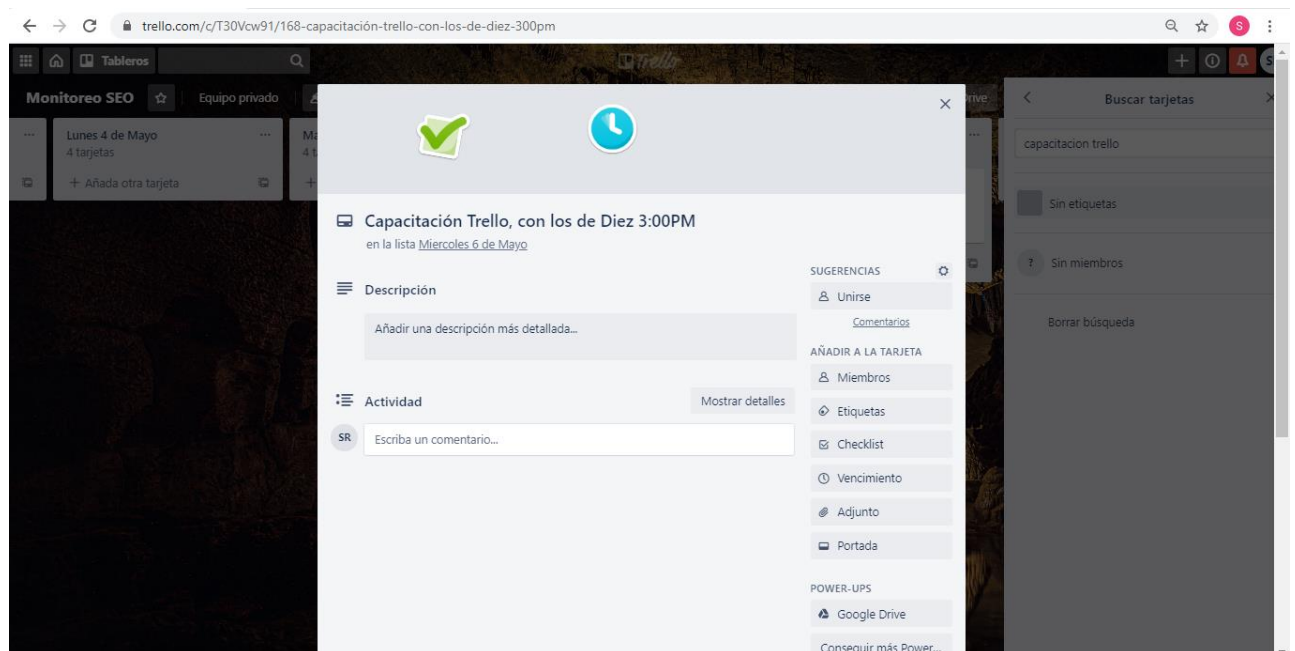 trello.com/c/T30Vcw91/168-capacitación-trello-con-los-de-diez-300pm
S
Tableros
Trello
Monitoreo SEO
Equipo privado
Drive
Lunes 4 de Mayo
4 tarjetas
+ Añada otra tarjeta
Capacitación Trello, con los de Diez 3:00PM
en la lista Miercoles 6 de Mayo
Descripción
Añadir una descripción más detallada...
Actividad
Mostrar detalles
SR
Escriba un comentario...
SUGERENCIAS
Unirse
Comentarios
AÑADIR A LA TARJETA
Miembros
Etiquetas
Checklist
Vencimiento
Adjunto
Portada
POWER-UPS
Google Drive
Conseguir más Power...
Buscar tarjetas
capacitacion trello
Sin etiquetas
? Sin miembros
Borrar búsqueda